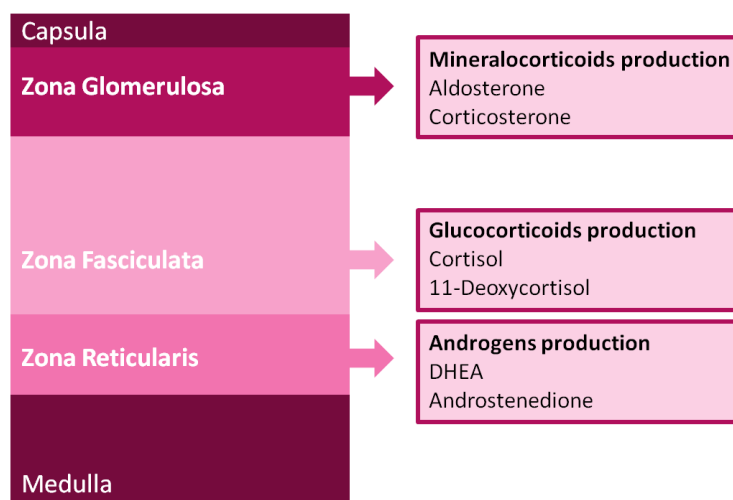 Capsula
Zona Glomerulosa
Mineralocorticoids production
Aldosterone
Corticosterone
Zona Fasciculata
Glucocorticoids production
Cortisol
11-Deoxycortisol
Zona Reticularis
Androgens production
DHEA
Androstenedione
Medulla